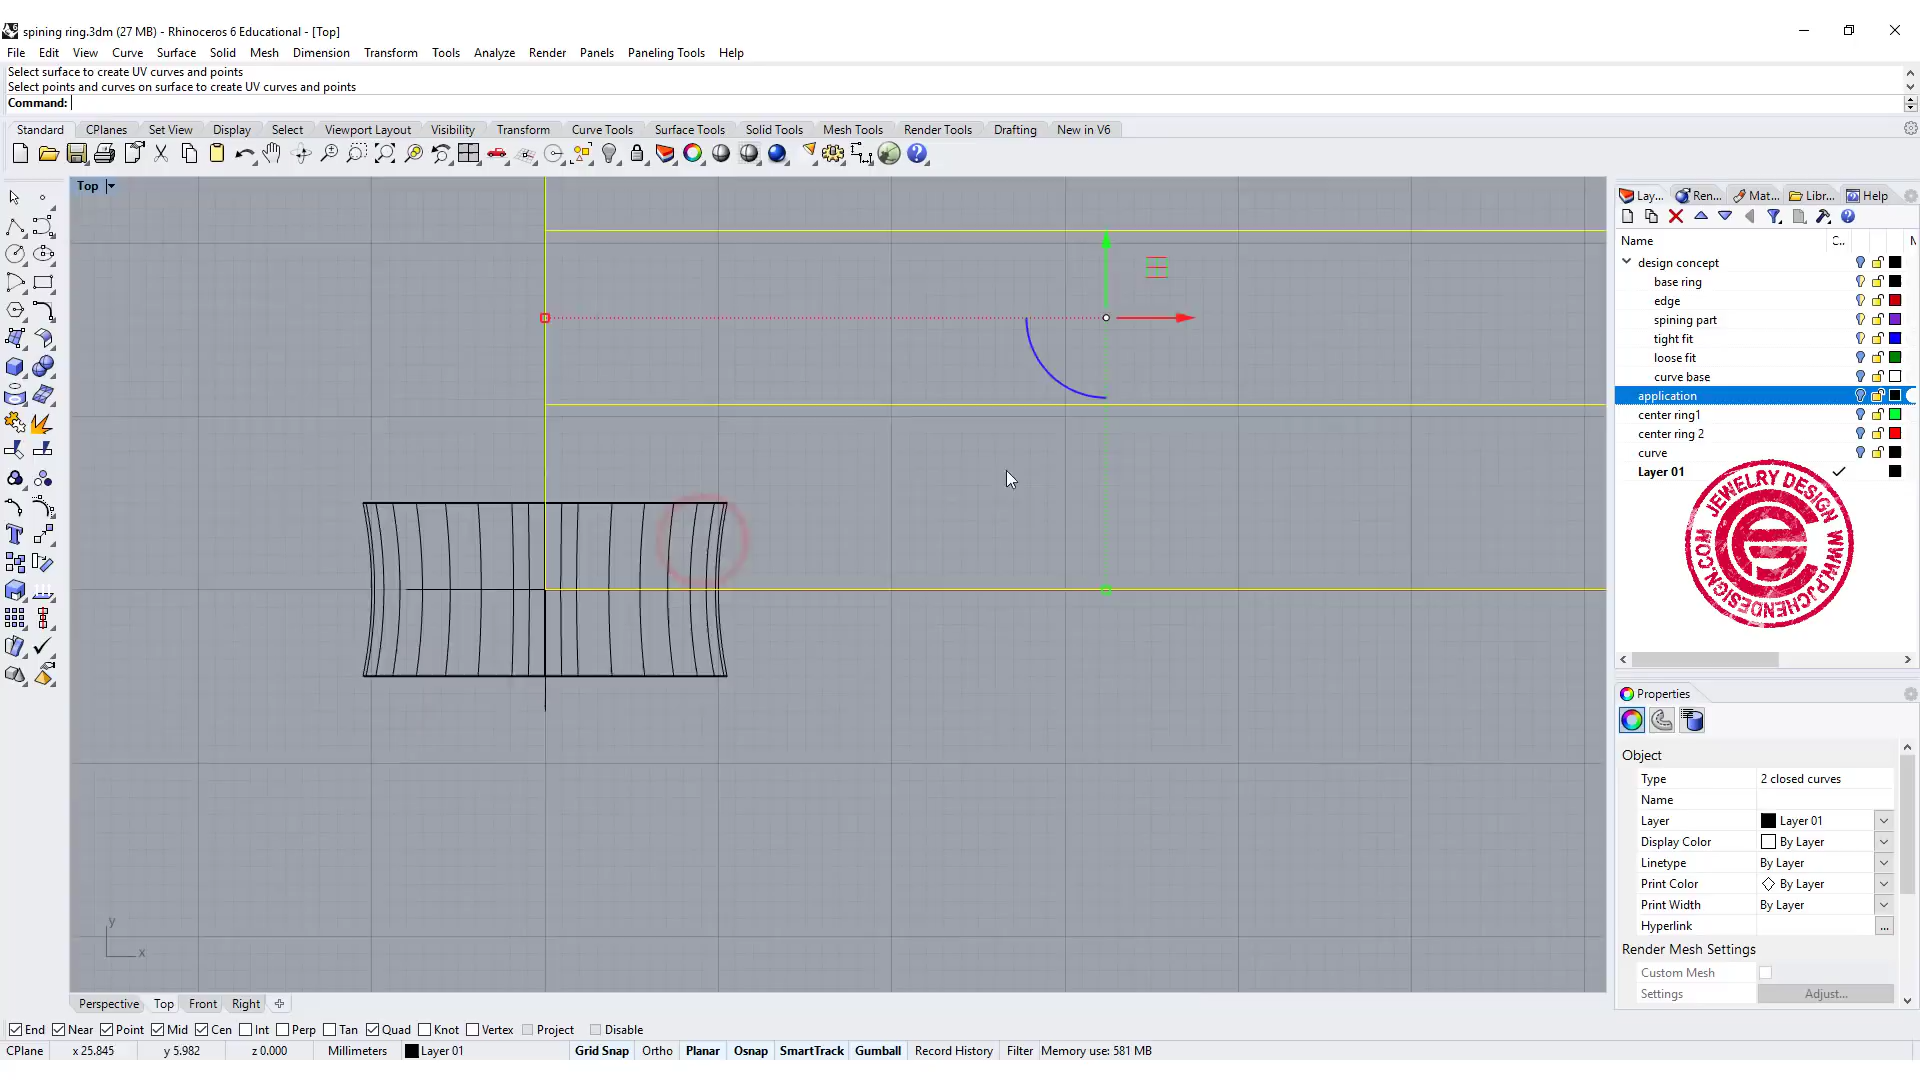 spining ring.3dm (27 MB) - Rhinoceros 6 Educational - [Top]
File Edit View Curve Surface Solid Mesh Dimension Transform Tools Analyze Render Panels Paneling Tools Help
Select surface to create UV curves and points
Select points and curves on surface to create UV curves and points
Command:
Standard CPlanes Set View Display Select Viewport Layout Visibility Transform Curve Tools Surface Tools Solid Tools Mesh Tools Render Tools Drafting New in V6
Top
Lay... Ren... Mat... Libr... Help
Name C.. M
design concept
base ring
edge
spining part
tight fit
loose fit
curve base
application
center ring1
center ring 2
curve
Layer 01
JEWELRY DESIGN
WWW.PJCHENDESIGN.COM
Properties
Object
Type 2 closed curves
Name
Layer Layer 01
Display Color By Layer
Linetype By Layer
Print Color By Layer
Print Width By Layer
Hyperlink ...
Render Mesh Settings
Custom Mesh
Settings Adjust...
y
x
Perspective Top Front Right
End Near Point Mid Cen Int Perp Tan Quad Knot Vertex Project Disable
CPlane x 25.845 y 5.982 z 0.000 Millimeters Layer 01 Grid Snap Ortho Planar Osnap SmartTrack Gumball Record History Filter Memory use: 581 MB